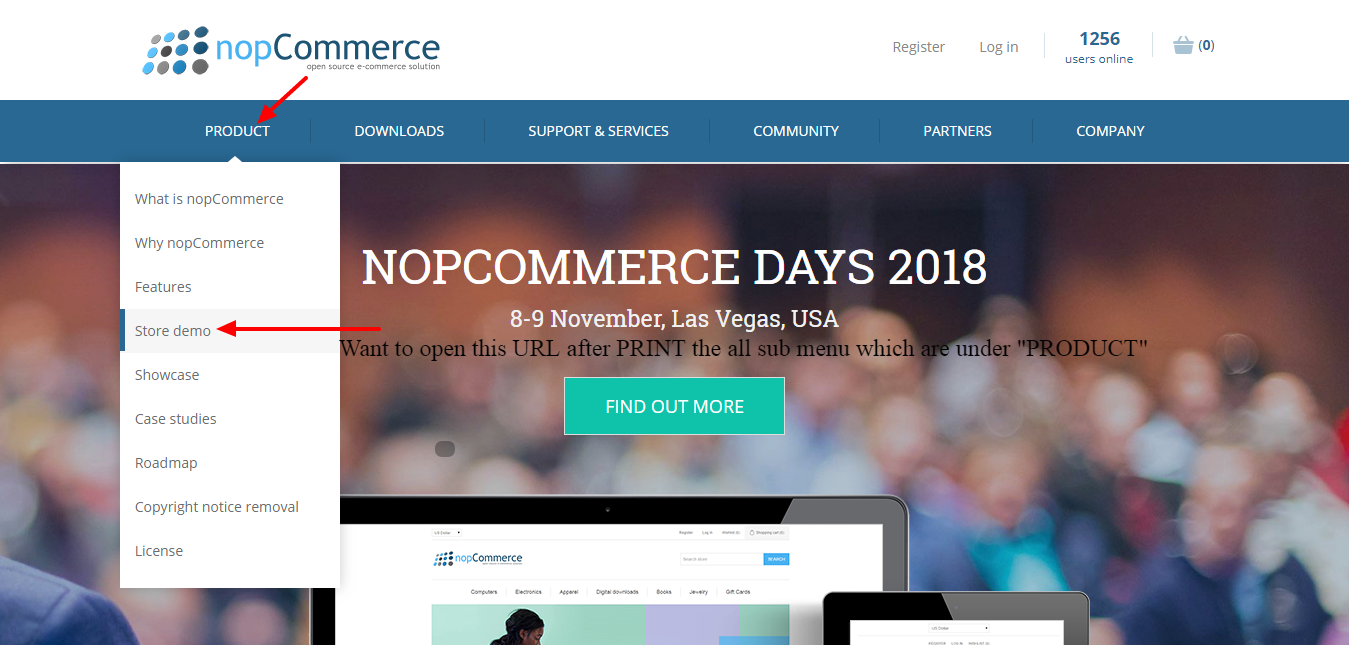 nopCommerce
open source e-commerce solution
Register
Log in
1256
users online
(0)
PRODUCT
DOWNLOADS
SUPPORT & SERVICES
COMMUNITY
PARTNERS
COMPANY
What is nopCommerce
Why nopCommerce
Features
Store demo
Showcase
Case studies
Roadmap
Copyright notice removal
License
NOPCOMMERCE DAYS 2018
8-9 November, Las Vegas, USA
Want to open this URL after PRINT the all sub menu which are under "PRODUCT"
FIND OUT MORE
US Dollar
Register
Log in
Wishlist (0)
Shopping cart (0)
nopCommerce
Search store
SEARCH
Computers
Electronics
Apparel
Digital downloads
Books
Jewelry
Gift Cards
US Dollar
REGISTER
LOG IN
WISHLIST (0)